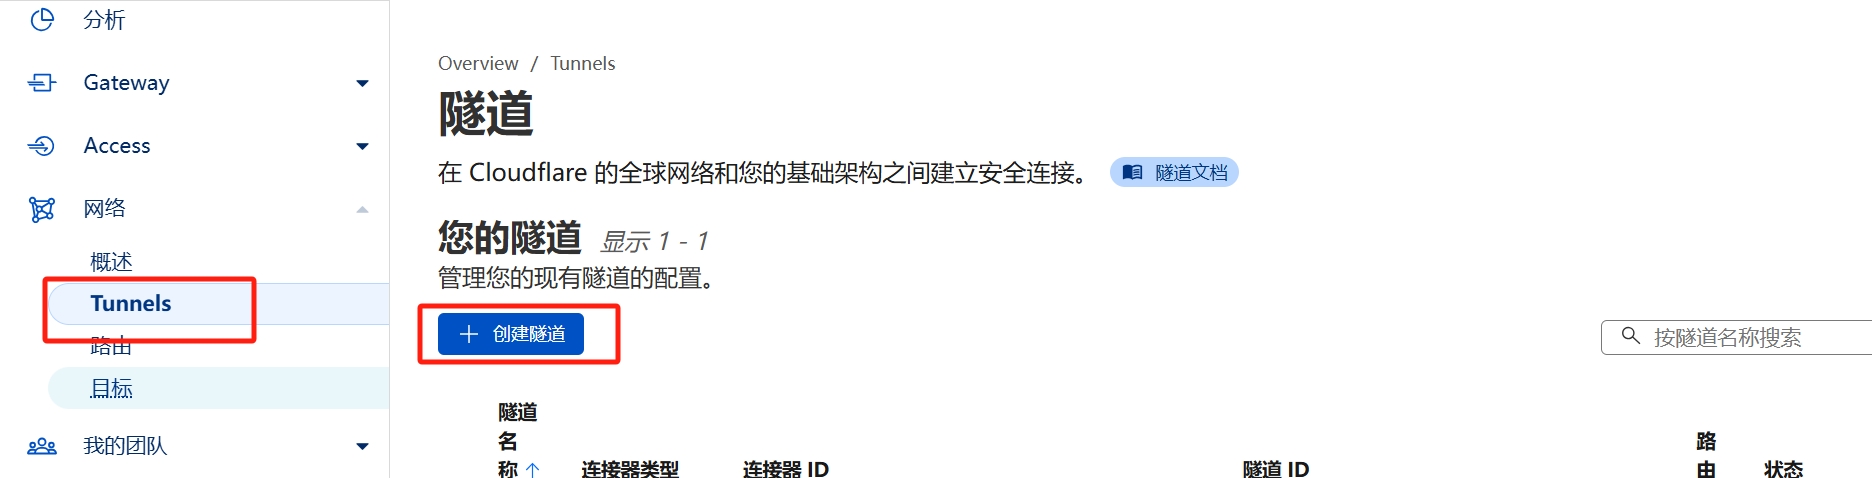 分析
Gateway
Access
网络
概述
Tunnels
路由
目标
我的团队
Overview / Tunnels
隧道
在 Cloudflare 的全球网络和您的基础架构之间建立安全连接。 隧道文档
您的隧道 显示 1 - 1
管理您的现有隧道的配置。
+ 创建隧道
按隧道名称搜索
隧道
名
称 ↑ 连接器类型 连接器 ID 隧道 ID
路
由 状态